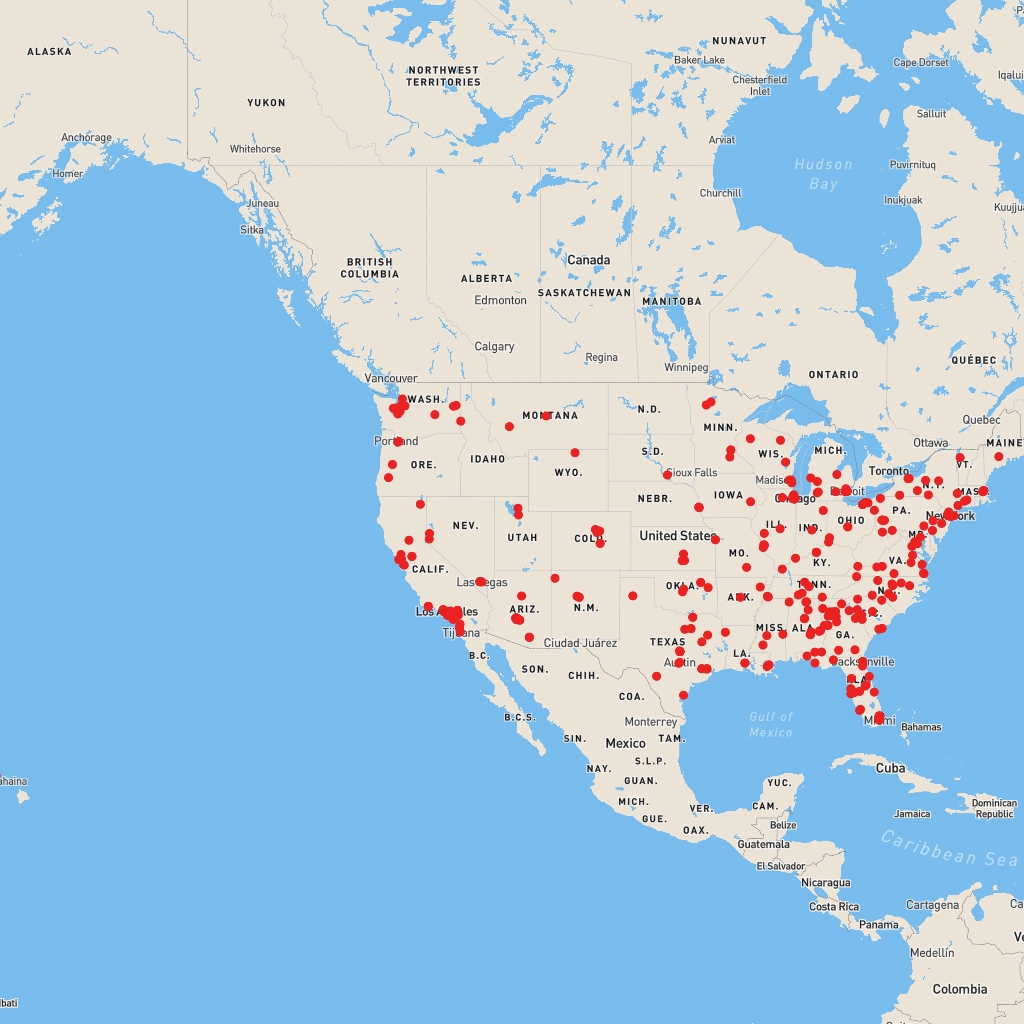 ALASKA
NUNAVUT
Baker Lake
Cape Dorset
NORTHWEST
TERRITORIES
Chesterfield
Inlet
Iqalui
YUKON
Salluit
Anchorage
Whitehorse
Arviat
Homer
Hudson
Bay
Puvirnituq
Juneau
Churchill
Inukjuak
Kuujju
Sitka
BRITISH
COLUMBIA
Canada
ALBERTA
Edmonton
SASKATCHEWAN
MANITOBA
Calgary
Regina
Winnipeg
QUÉBEC
Vancouver
ONTARIO
WASH.
MONTANA
N.D.
MINN.
Quebec
Portland
Ottawa
MAINE
ORE.
IDAHO
S.D.
WIS.
MICH.
VT.
WYO.
Sioux Falls
Toronto
Madis
Detroit
N.Y.
MASS.
NEBR.
IOWA
Chicago
PA.
New York
NEV.
UTAH
COLO.
United States
ILL.
IND.
OHIO
MD.
MO.
KY.
VA.
CALIF.
Las Vegas
OKLA.
ARK.
TENN.
N.C.
Los Angeles
ARIZ.
N.M.
S.C.
Tijuana
Ciudad Juárez
TEXAS
MISS.
ALA.
GA.
B.C.
SON.
CHIH.
Austin
LA.
Jacksonville
COA.
FLA.
B.C.S.
Monterrey
Gulf of
Mexico
Miami
Bahamas
SIN.
Mexico
TAM.
NAY.
S.L.P.
Cuba
ahaina
GUAN.
YUC.
MICH.
VER.
CAM.
Dominican
Republic
GUE.
OAX.
Belize
Jamaica
Guatemala
Caribbean Sea
El Salvador
Nicaragua
Costa Rica
Cartagena
Ca
Panama
Ve
Medellín
Colombia
ibati